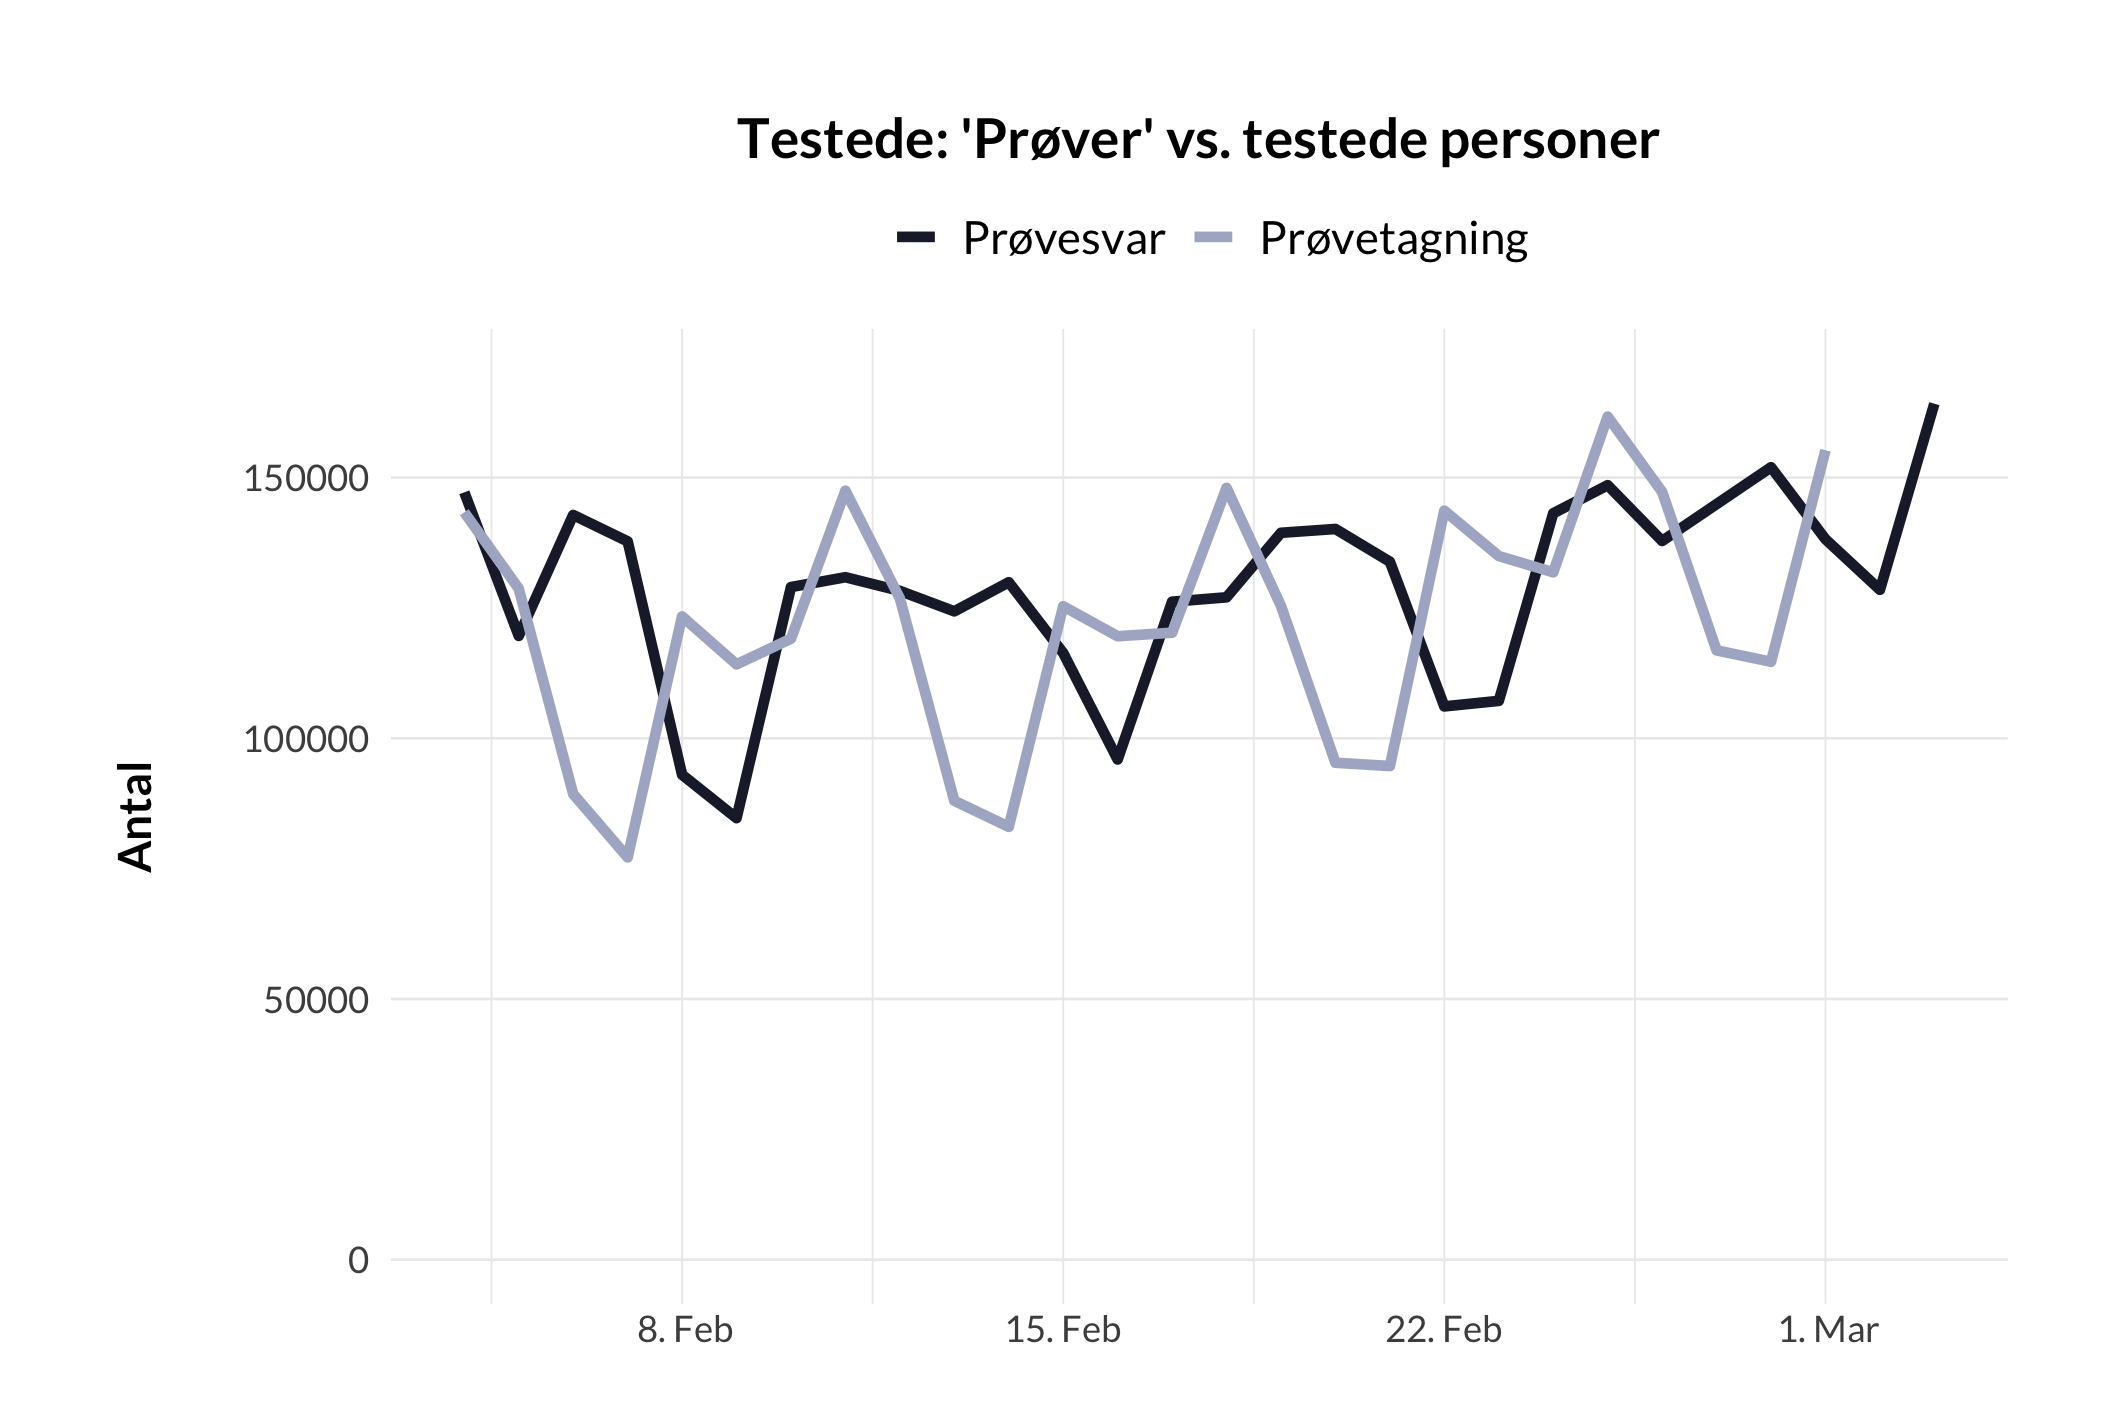 Testede: 'Prøver' vs. testede personer
Prøvesvar Prøvetagning
Antal
150000
100000
50000
0
8. Feb 15. Feb 22. Feb 1. Mar